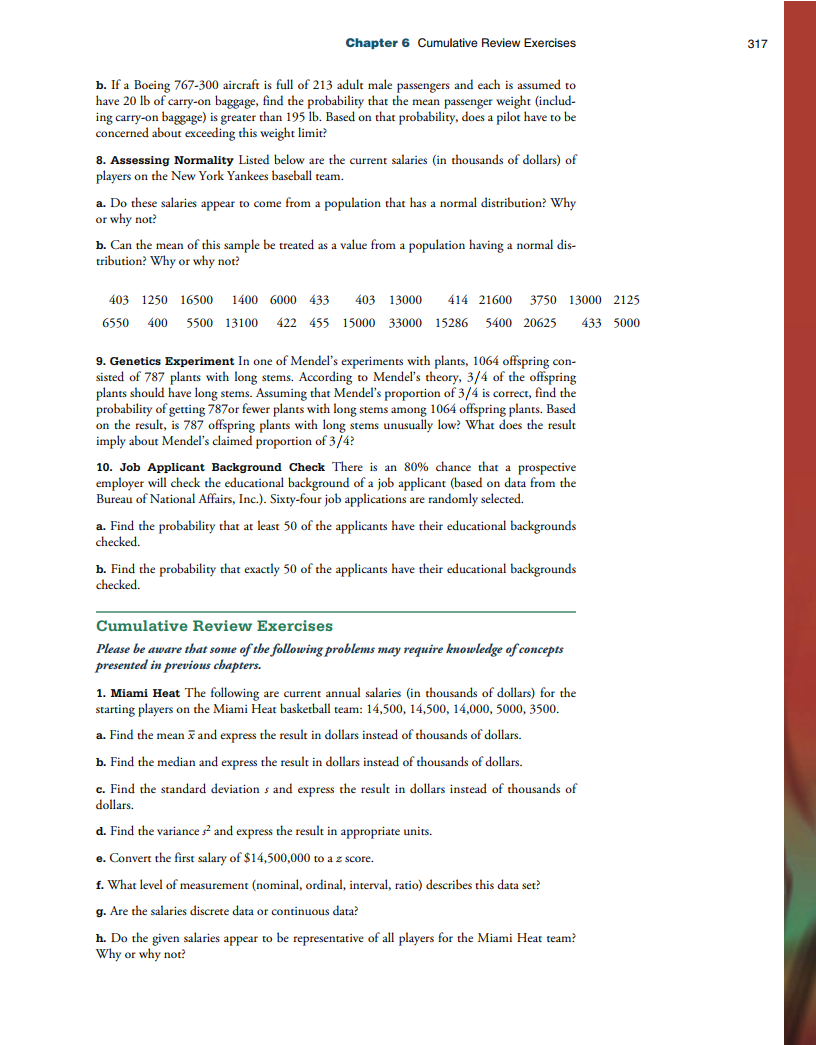 Chapter 6 Cumulative Review Exercises 317
b. If a Boeing 767-300 aircraft is full of 213 adult male passengers and each is assumed to
have 20 lb of carry-on baggage, find the probability that the mean passenger weight (includ-
ing carry-on baggage) is greater than 195 lb. Based on that probability, does a pilot have to be
concerned about exceeding this weight limit?
8. Assessing Normality Listed below are the current salaries (in thousands of dollars) of
players on the New York Yankees baseball team.
a. Do these salaries appear to come from a population that has a normal distribution? Why
or why not?
b. Can the mean of this sample be treated as a value from a population having a normal dis-
tribution? Why or why not?
403 1250 16500 1400 6000 433 403 13000 414 21600 3750 13000 2125
6550 400 5500 13100 422 455 15000 33000 15286 5400 20625 433 5000
9. Genetics Experiment In one of Mendel's experiments with plants, 1064 offspring con-
sisted of 787 plants with long stems. According to Mendel's theory, 3/4 of the offspring
plants should have long stems. Assuming that Mendel's proportion of 3/4 is correct, find the
probability of getting 787or fewer plants with long stems among 1064 offspring plants. Based
on the result, is 787 offspring plants with long stems unusually low? What does the result
imply about Mendel's claimed proportion of 3/4?
10. Job Applicant Background Check There is an 80% chance that a prospective
employer will check the educational background of a job applicant (based on data from the
Bureau of National Affairs, Inc.). Sixty-four job applications are randomly selected.
a. Find the probability that at least 50 of the applicants have their educational backgrounds
checked.
b. Find the probability that exactly 50 of the applicants have their educational backgrounds
checked.
Cumulative Review Exercises
Please be aware that some of the following problems may require knowledge of concepts
presented in previous chapters.
1. Miami Heat The following are current annual salaries (in thousands of dollars) for the
starting players on the Miami Heat basketball team: 14,500, 14,500, 14,000, 5000, 3500.
a. Find the mean x̄ and express the result in dollars instead of thousands of dollars.
b. Find the median and express the result in dollars instead of thousands of dollars.
c. Find the standard deviation s and express the result in dollars instead of thousands of
dollars.
d. Find the variance s² and express the result in appropriate units.
e. Convert the first salary of $14,500,000 to a z score.
f. What level of measurement (nominal, ordinal, interval, ratio) describes this data set?
g. Are the salaries discrete data or continuous data?
h. Do the given salaries appear to be representative of all players for the Miami Heat team?
Why or why not?